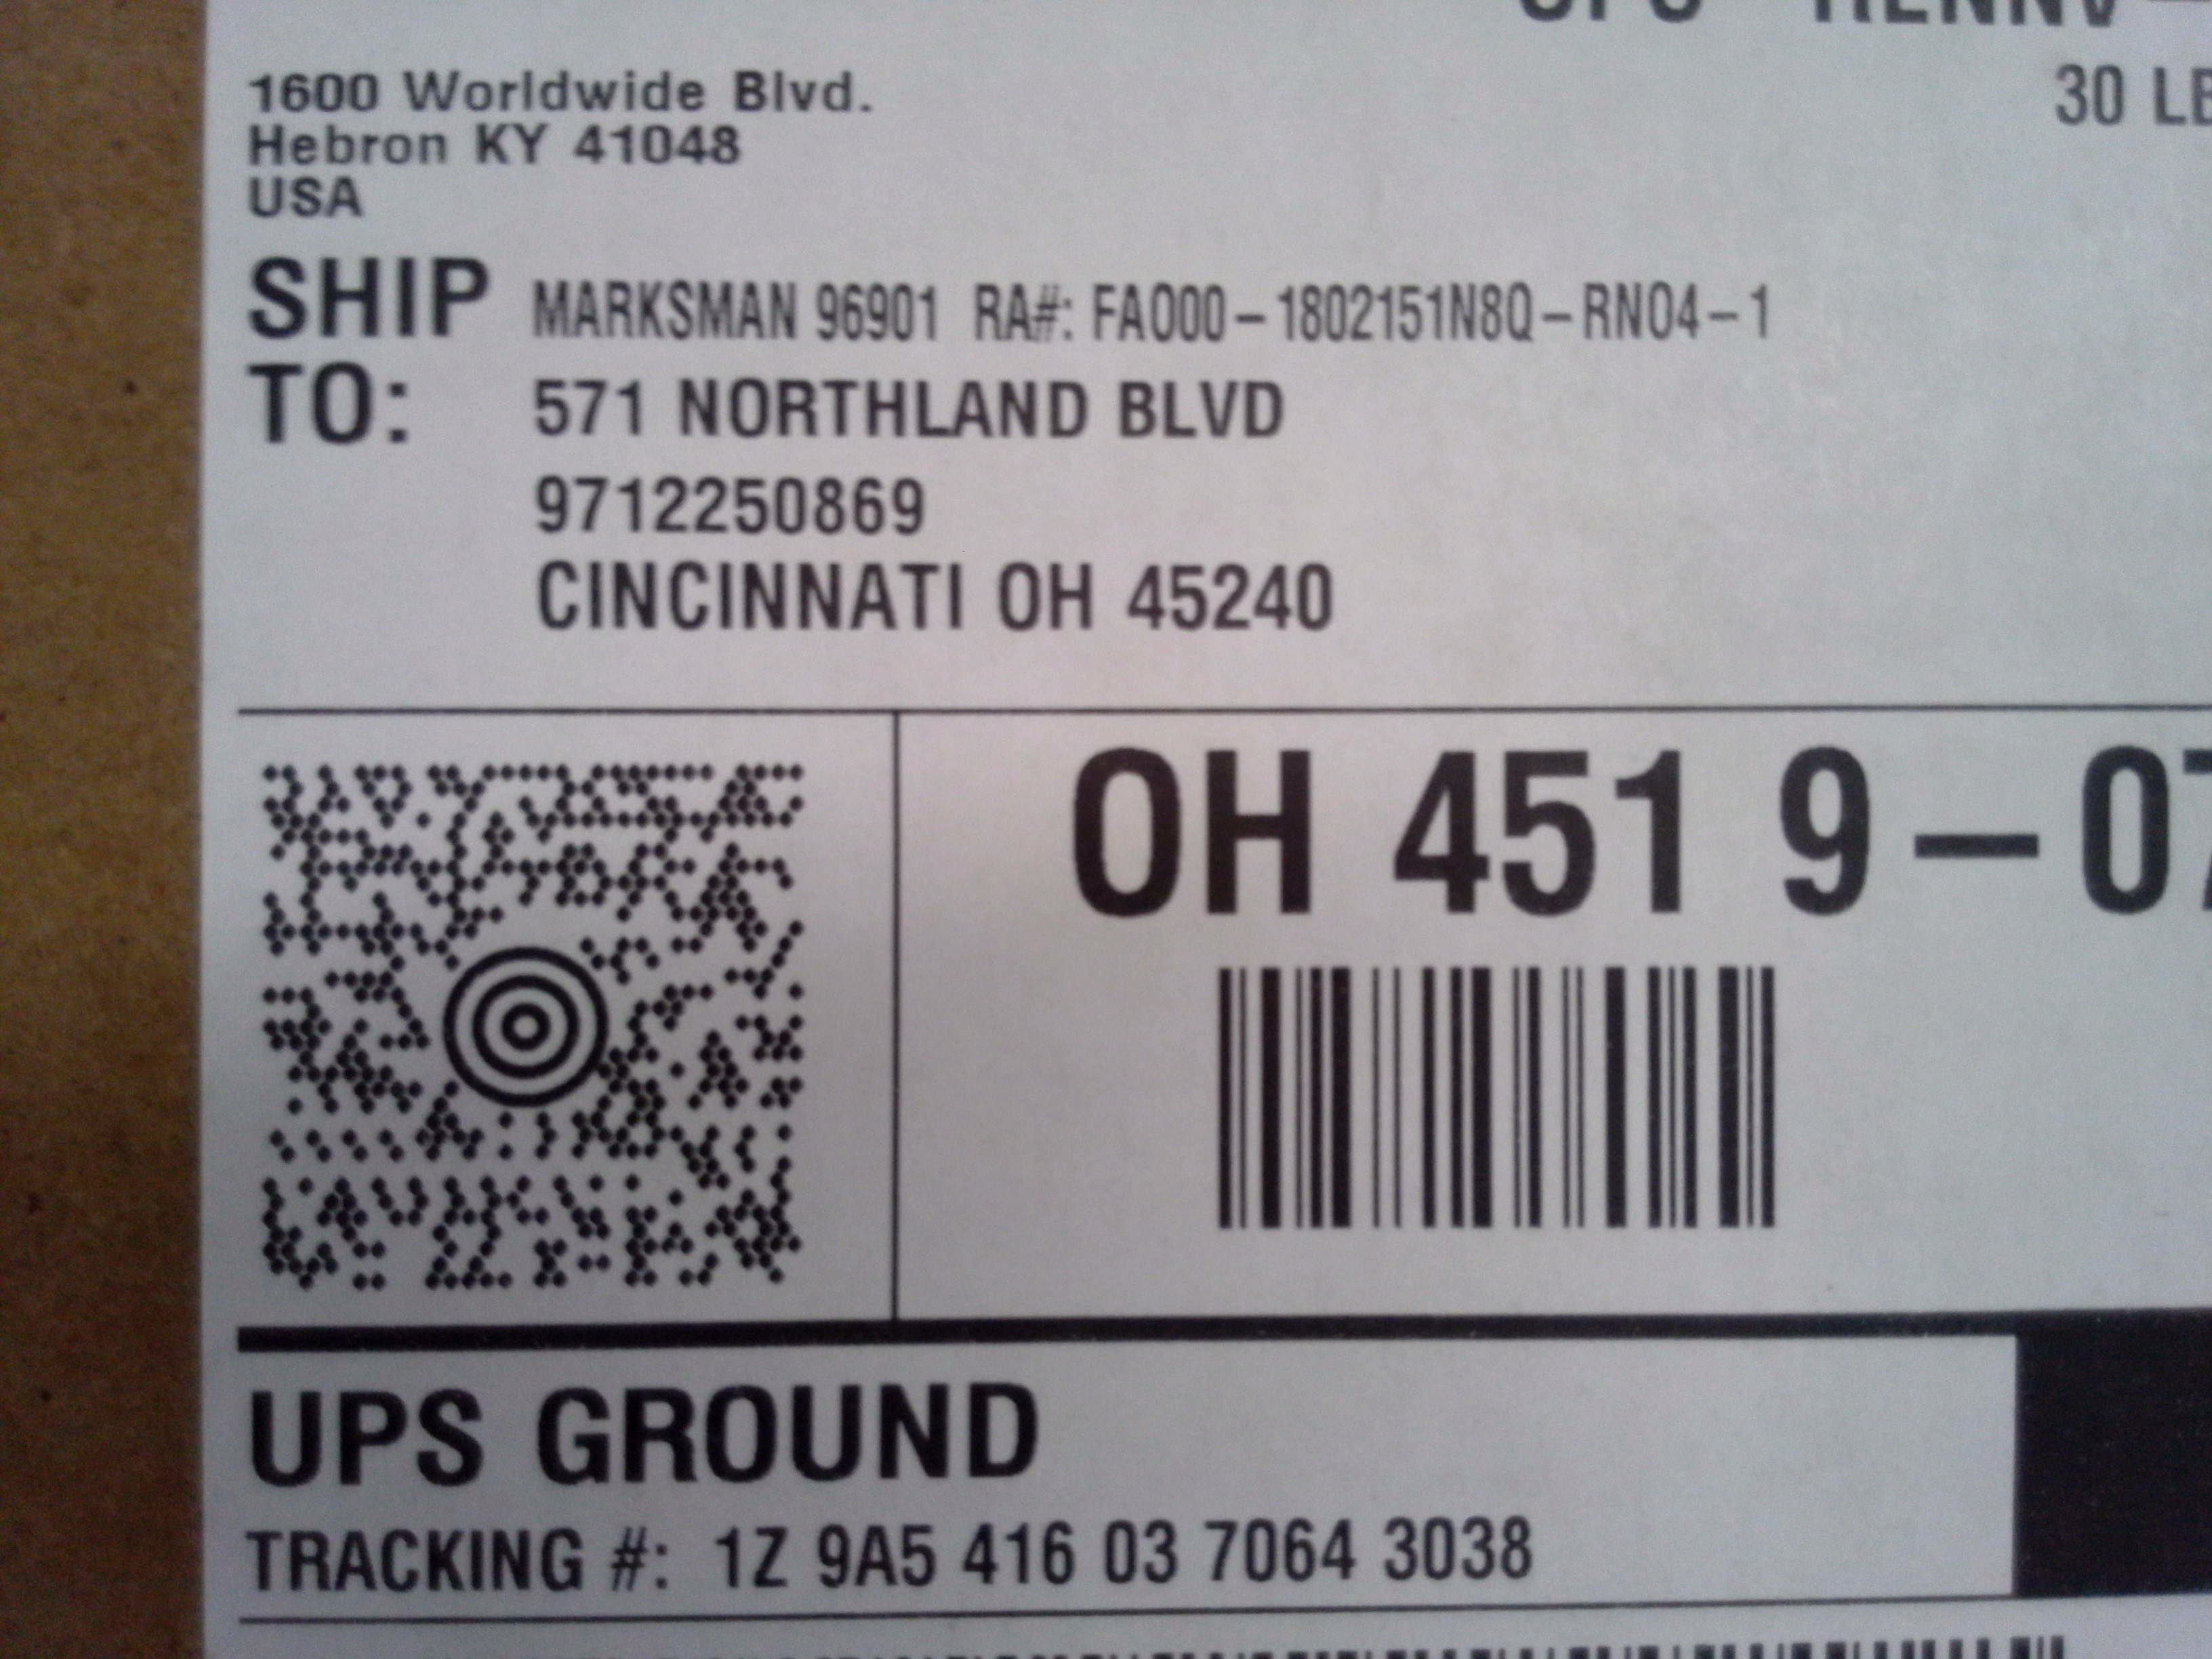 30
1600 Worldwide Blvd.
Hebron KY 41048
USA
SHIP TO:
MARKSMAN 96901 RA#: FA000-1802151N8Q-RN04-1
571 NORTHLAND BLVD
9712250869
CINCINNATI OH 45240
OH 451 9-0
UPS GROUND
TRACKING #: 1Z 9A5 416 03 7064 3038